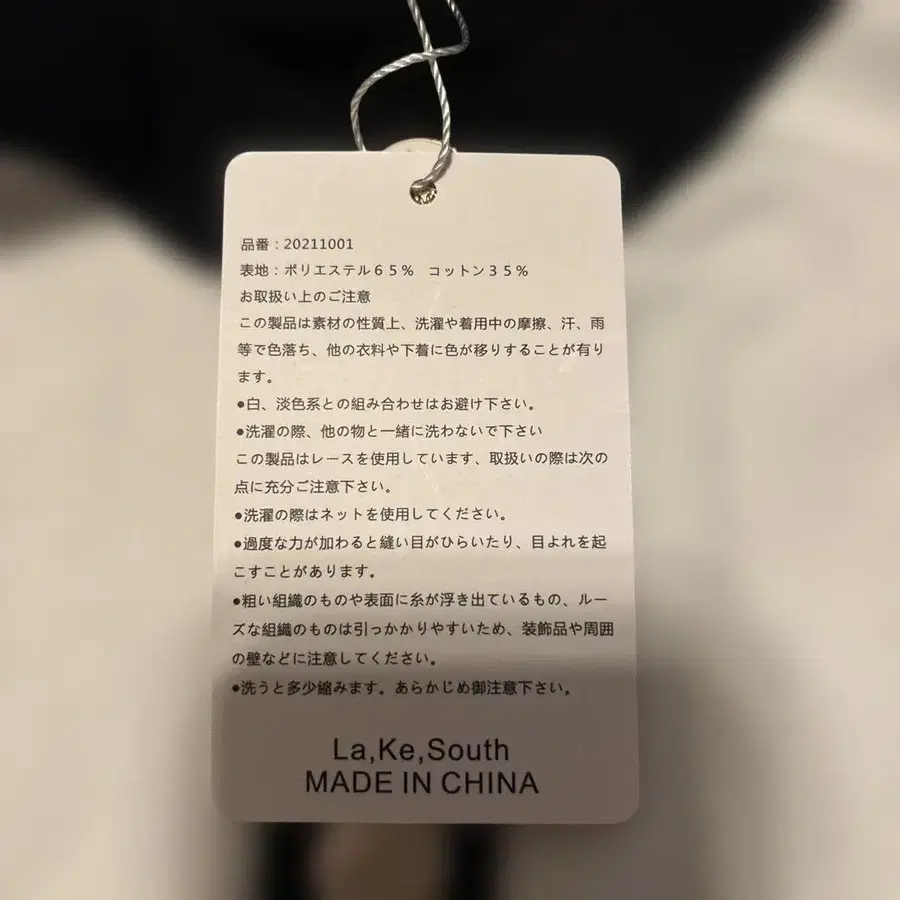 品番：20211001
表地：ポリエステル６５％　コットン３５％
お取扱い上のご注意
この製品は素材の性質上、洗濯や着用中の摩擦、汗、雨
等で色落ち、他の衣料や下着に色が移りすることが有り
ます。
●白、淡色系との組み合わせはお避け下さい。
●洗濯の際、他の物と一緒に洗わないで下さい
この製品はレースを使用しています、取扱いの際は次の
点に充分ご注意下さい。
●洗濯の際はネットを使用してください。
●過度な力が加わると縫い目がひらいたり、目よれを起
こすことがあります。
●粗い組織のものや表面に糸が浮き出ているもの、ルー
ズな組織のものは引っかかりやすいため、装飾品や周囲
の壁などに注意してください。
●洗うと多少縮みます。あらかじめ御注意下さい。
La,Ke,South
MADE IN CHINA